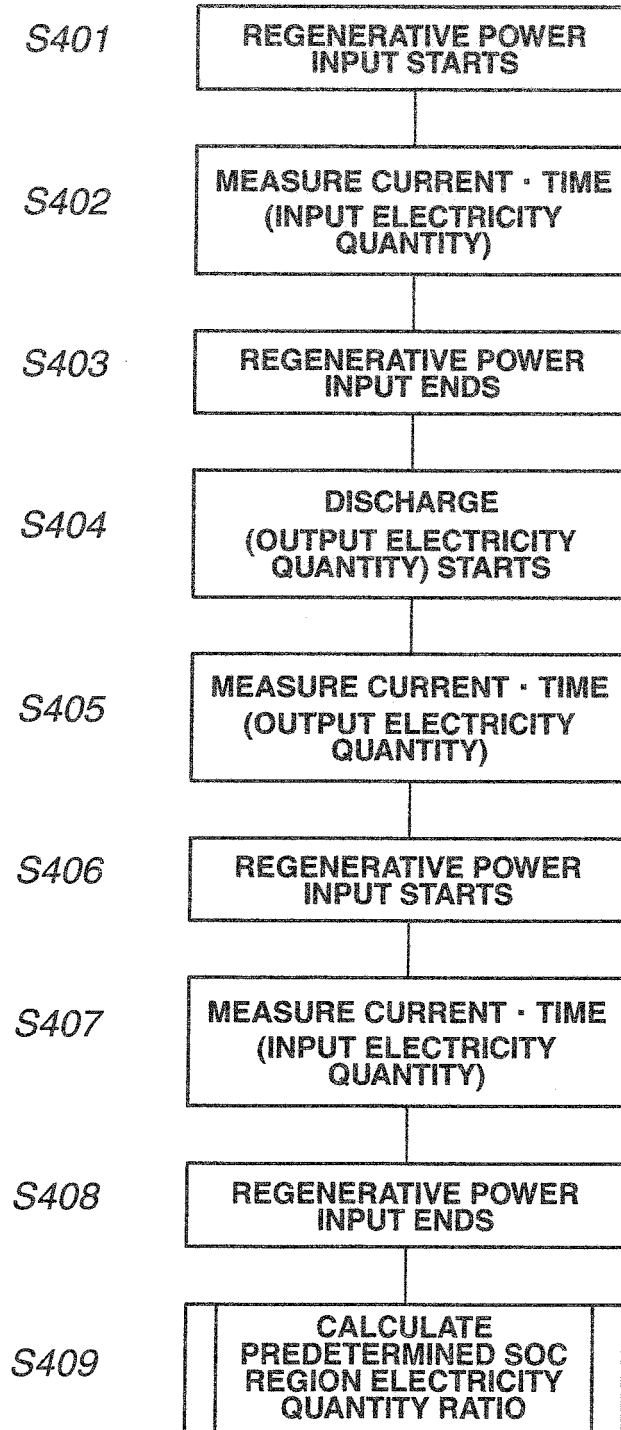 S401
REGENERATIVE POWER
INPUT STARTS
S402
MEASURE CURRENT · TIME
(INPUT ELECTRICITY
QUANTITY)
S403
REGENERATIVE POWER
INPUT ENDS
S404
DISCHARGE
(OUTPUT ELECTRICITY
QUANTITY) STARTS
S405
MEASURE CURRENT · TIME
(OUTPUT ELECTRICITY
QUANTITY)
S406
REGENERATIVE POWER
INPUT STARTS
S407
MEASURE CURRENT · TIME
(INPUT ELECTRICITY
QUANTITY)
S408
REGENERATIVE POWER
INPUT ENDS
S409
CALCULATE
PREDETERMINED SOC
REGION ELECTRICITY
QUANTITY RATIO